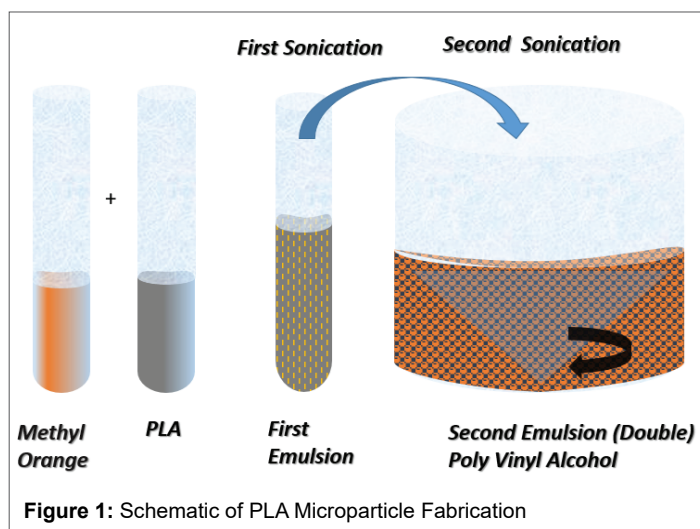 First Sonication
Second Sonication
+
Methyl
Orange
PLA
First
Emulsion
Second Emulsion (Double)
Poly Vinyl Alcohol
Figure 1: Schematic of PLA Microparticle Fabrication